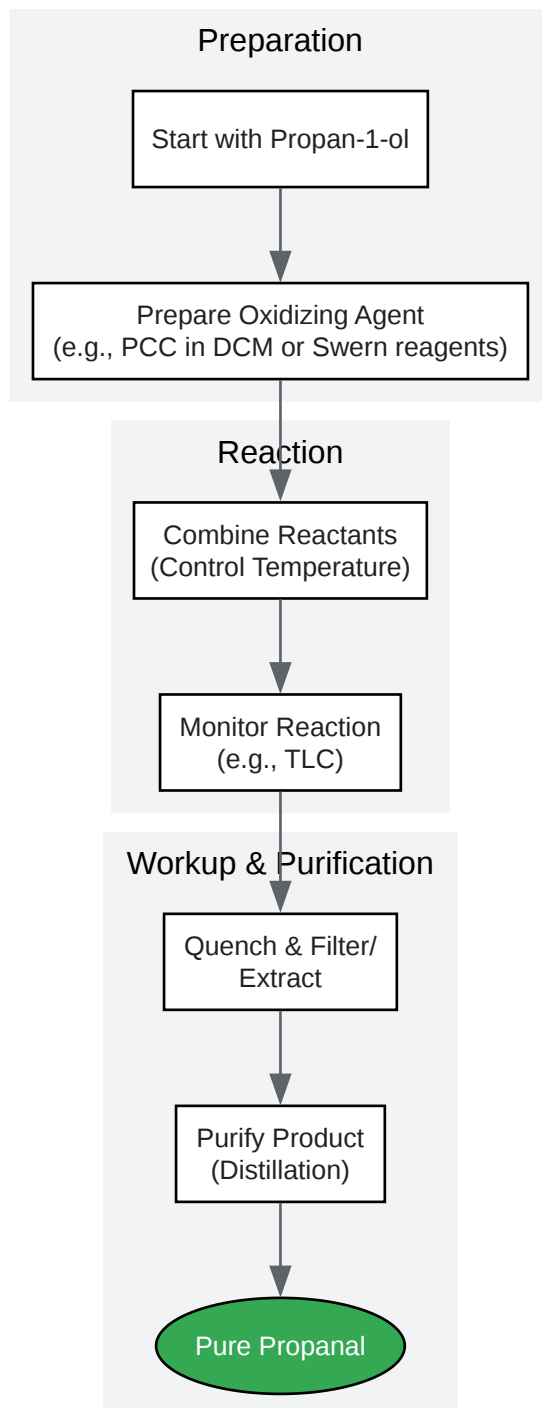 Preparation
Start with Propan-1-ol
Prepare Oxidizing Agent
(e.g., PCC in DCM or Swern reagents)
Reaction
Combine Reactants
(Control Temperature)
Monitor Reaction
(e.g., TLC)
Workup & Purification
Quench & Filter/
Extract
Purify Product
(Distillation)
Pure Propanal